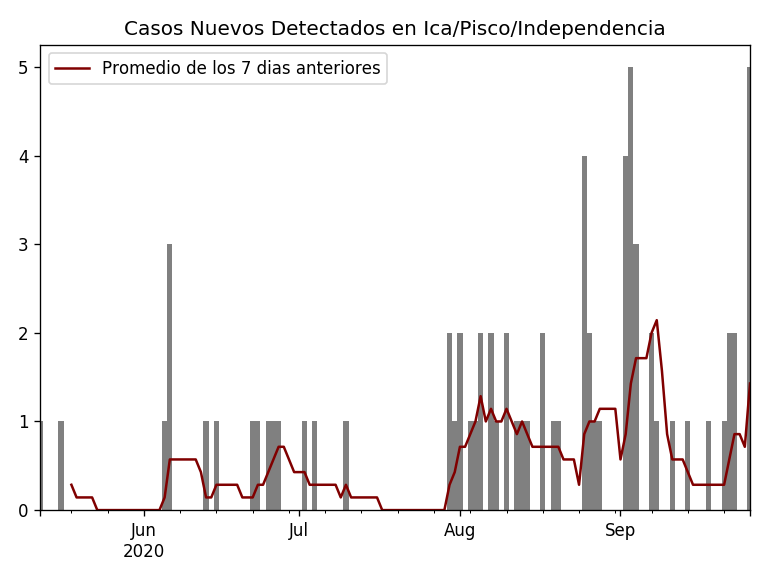 Casos Nuevos Detectados en Ica/Pisco/Independencia
Promedio de los 7 dias anteriores
5
4
3
2
1
0
Jun Jul Aug Sep
2020